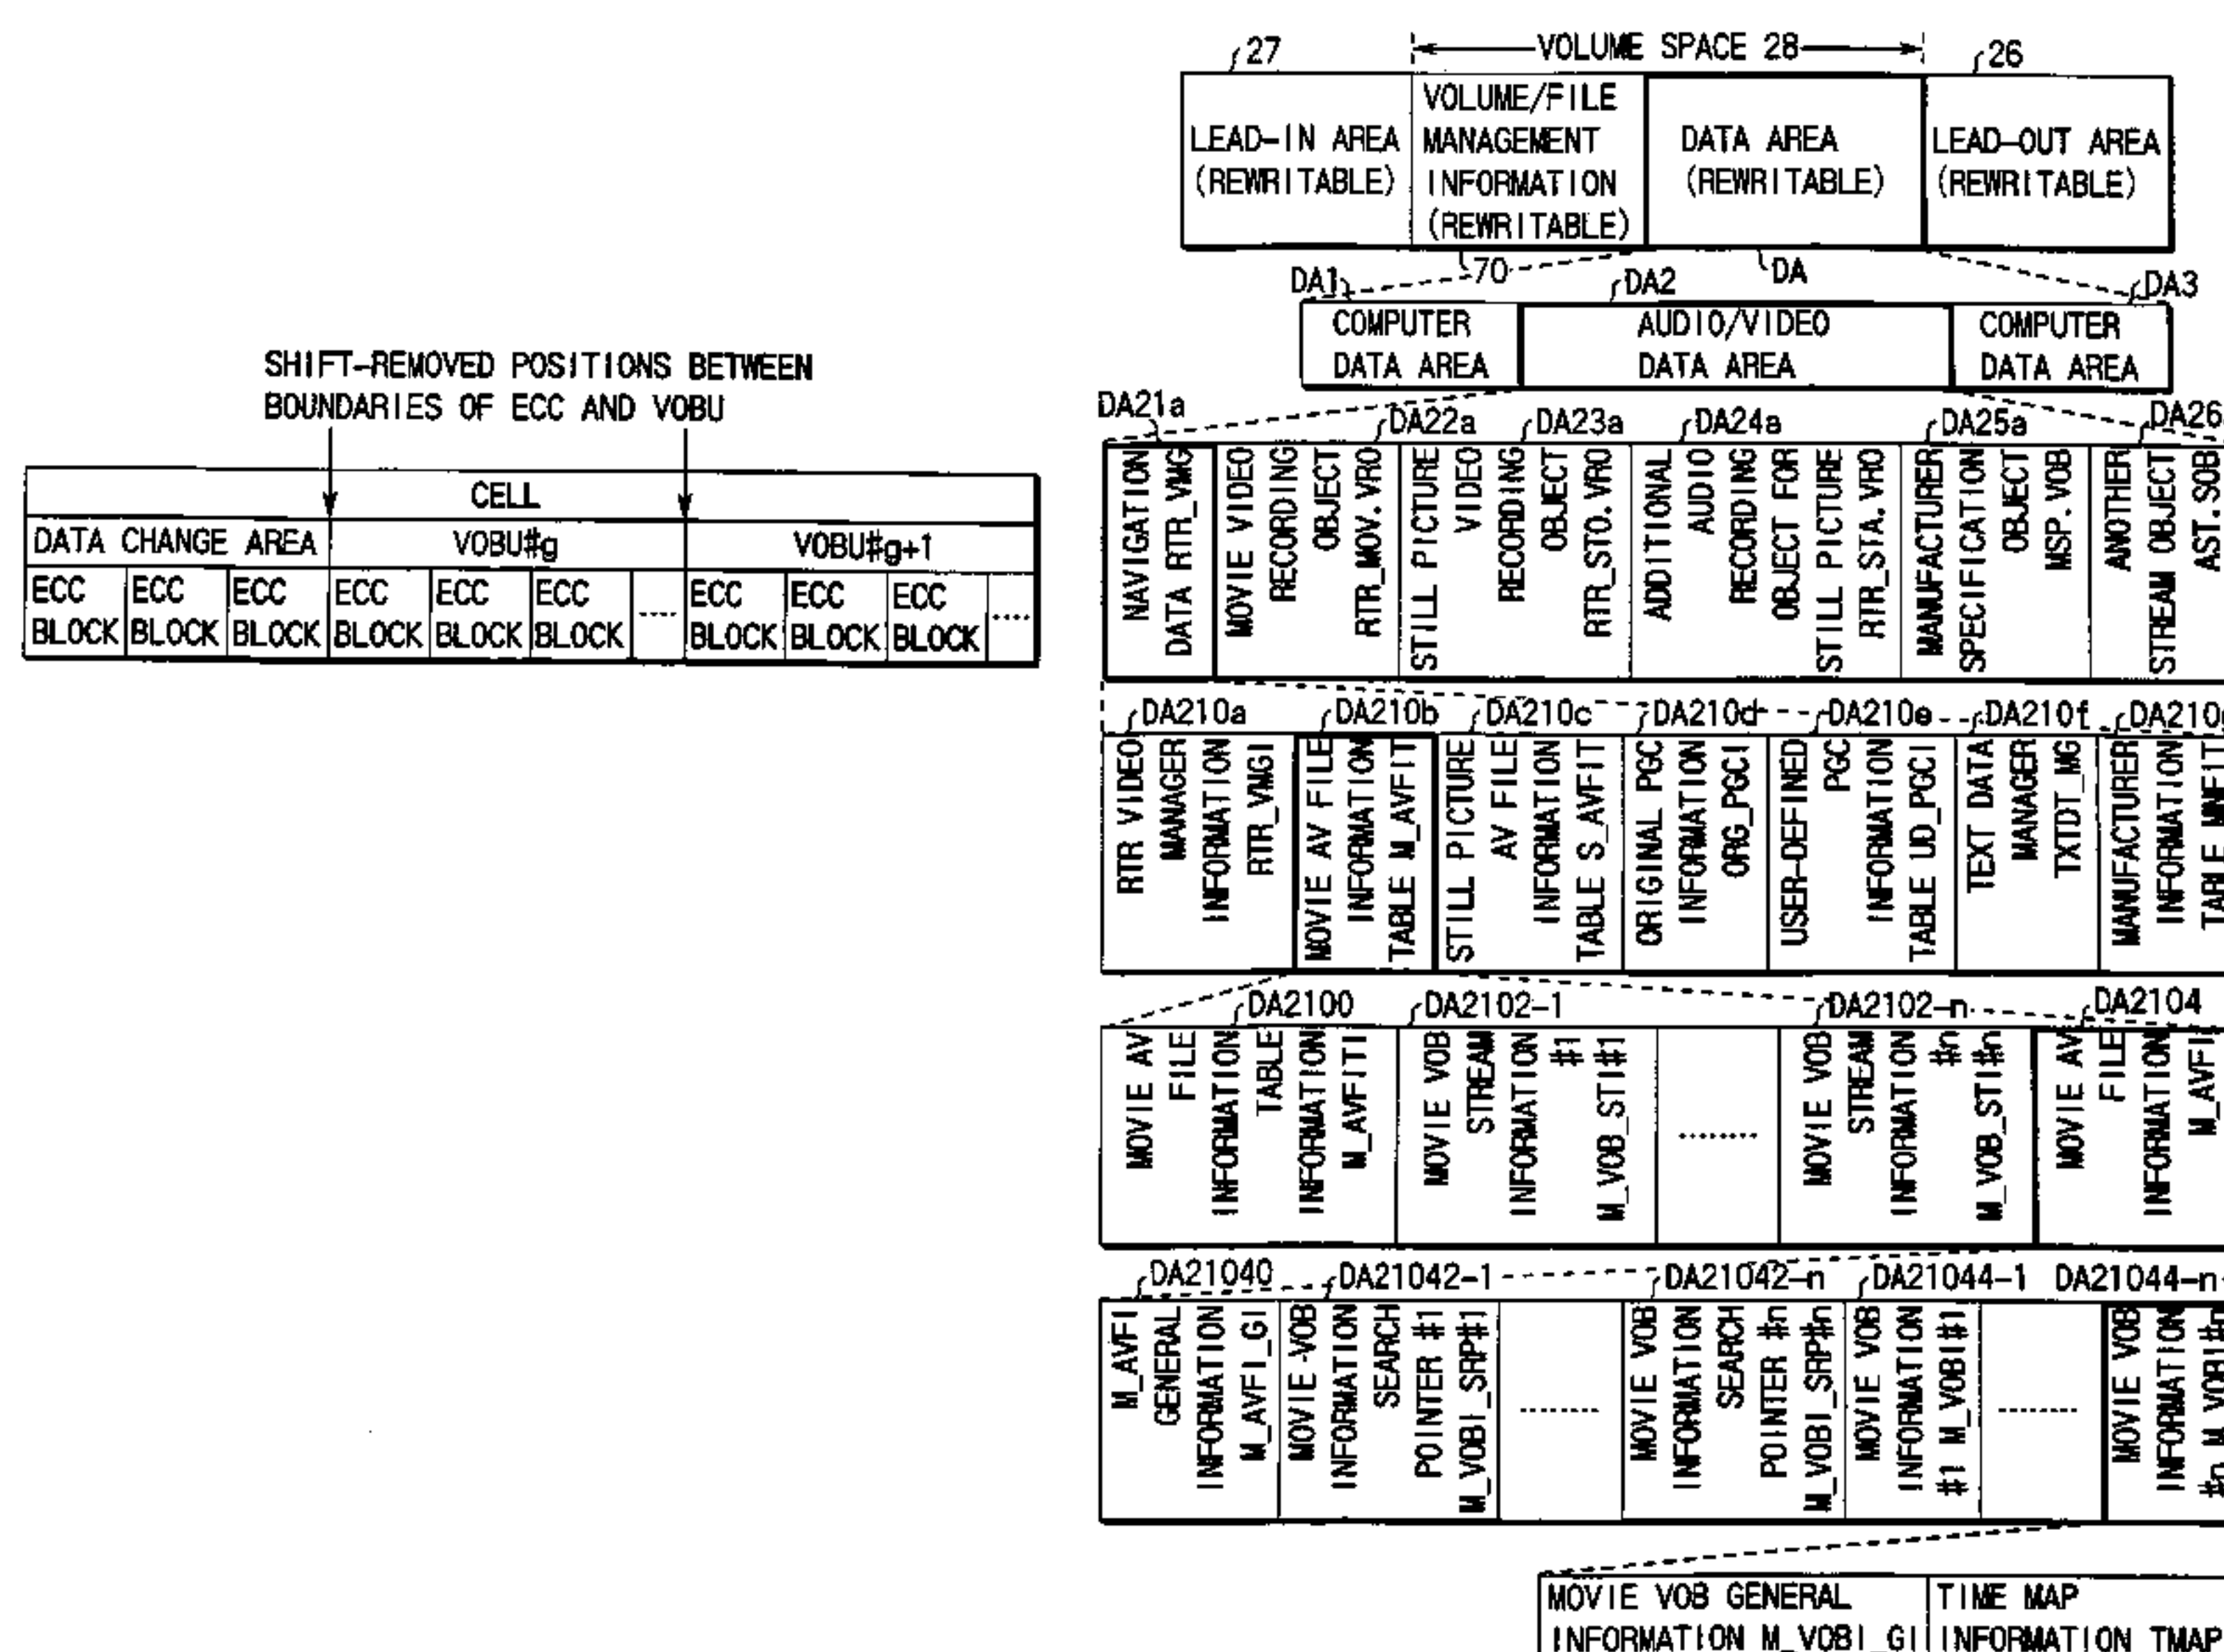 SHIFT-REMOVED POSITIONS BETWEEN
BOUNDARIES OF ECC AND VOBU
CELL
DATA CHANGE AREA VOBU#g VOBU#g+1
ECC ECC ECC ECC ECC ECC ECC ECC ECC
BLOCK BLOCK BLOCK BLOCK BLOCK BLOCK ---- BLOCK BLOCK BLOCK ----
27 VOLUME SPACE 28 26
LEAD-IN AREA
(REWRITABLE)
VOLUME/FILE
MANAGEMENT
INFORMATION
(REWRITABLE)
DATA AREA
(REWRITABLE)
LEAD-OUT AREA
(REWRITABLE)
70 DA
DA1 DA2 DA3
COMPUTER
DATA AREA
AUDIO/VIDEO
DATA AREA
COMPUTER
DATA AREA
DA21a DA22a DA23a DA24a DA25a DA26
NAVIGATION
DATA RTR_VMG
MOVIE VIDEO
RECORDING
OBJECT
RTR_MOV.VRO
STILL PICTURE
VIDEO
RECORDING
OBJECT
RTR_STO.VRO
ADDITIONAL
AUDIO
RECORDING
OBJECT FOR
STILL PICTURE
RTR_STA.VRO
MANUFACTURER
SPECIFICATION
OBJECT
MSP.VOB
ANOTHER
STREAM OBJECT
AST.SOB
DA210a DA210b DA210c DA210d DA210e DA210f DA210g
RTR VIDEO
MANAGER
INFORMATION
RTR_VMGI
MOVIE AV FILE
INFORMATION
TABLE M_AVFIT
STILL PICTURE
AV FILE
INFORMATION
TABLE S_AVFIT
ORIGINAL PGC
INFORMATION
ORG_PGCI
USER-DEFINED
PGC
INFORMATION
TABLE UD_PGCI
TEXT DATA
MANAGER
TXTDT_MG
MANUFACTURER
INFORMATION
TABLE MNFIT
DA2100 DA2102-1 DA2102-n DA2104
MOVIE AV
FILE
INFORMATION
TABLE
INFORMATION
M_AVFITI
MOVIE VOB
STREAM
INFORMATION
#1
M_VOB_STI#1
........
MOVIE VOB
STREAM
INFORMATION
#n
M_VOB_STI#n
MOVIE AV
FILE
INFORMATION
M_AVFI
DA21040 DA21042-1 DA21042-n DA21044-1 DA21044-n
M_AVFI
GENERAL
INFORMATION
M_AVFI_GI
MOVIE VOB
INFORMATION
SEARCH
POINTER #1
M_VOBI_SRP#1
........
MOVIE VOB
INFORMATION
SEARCH
POINTER #n
M_VOBI_SRP#n
MOVIE VOB
INFORMATION
#1 M_VOBI#1
........
MOVIE VOB
INFORMATION
#n M_VOBI#n
MOVIE VOB GENERAL
INFORMATION M_VOBI_GI
TIME MAP
INFORMATION TMAP